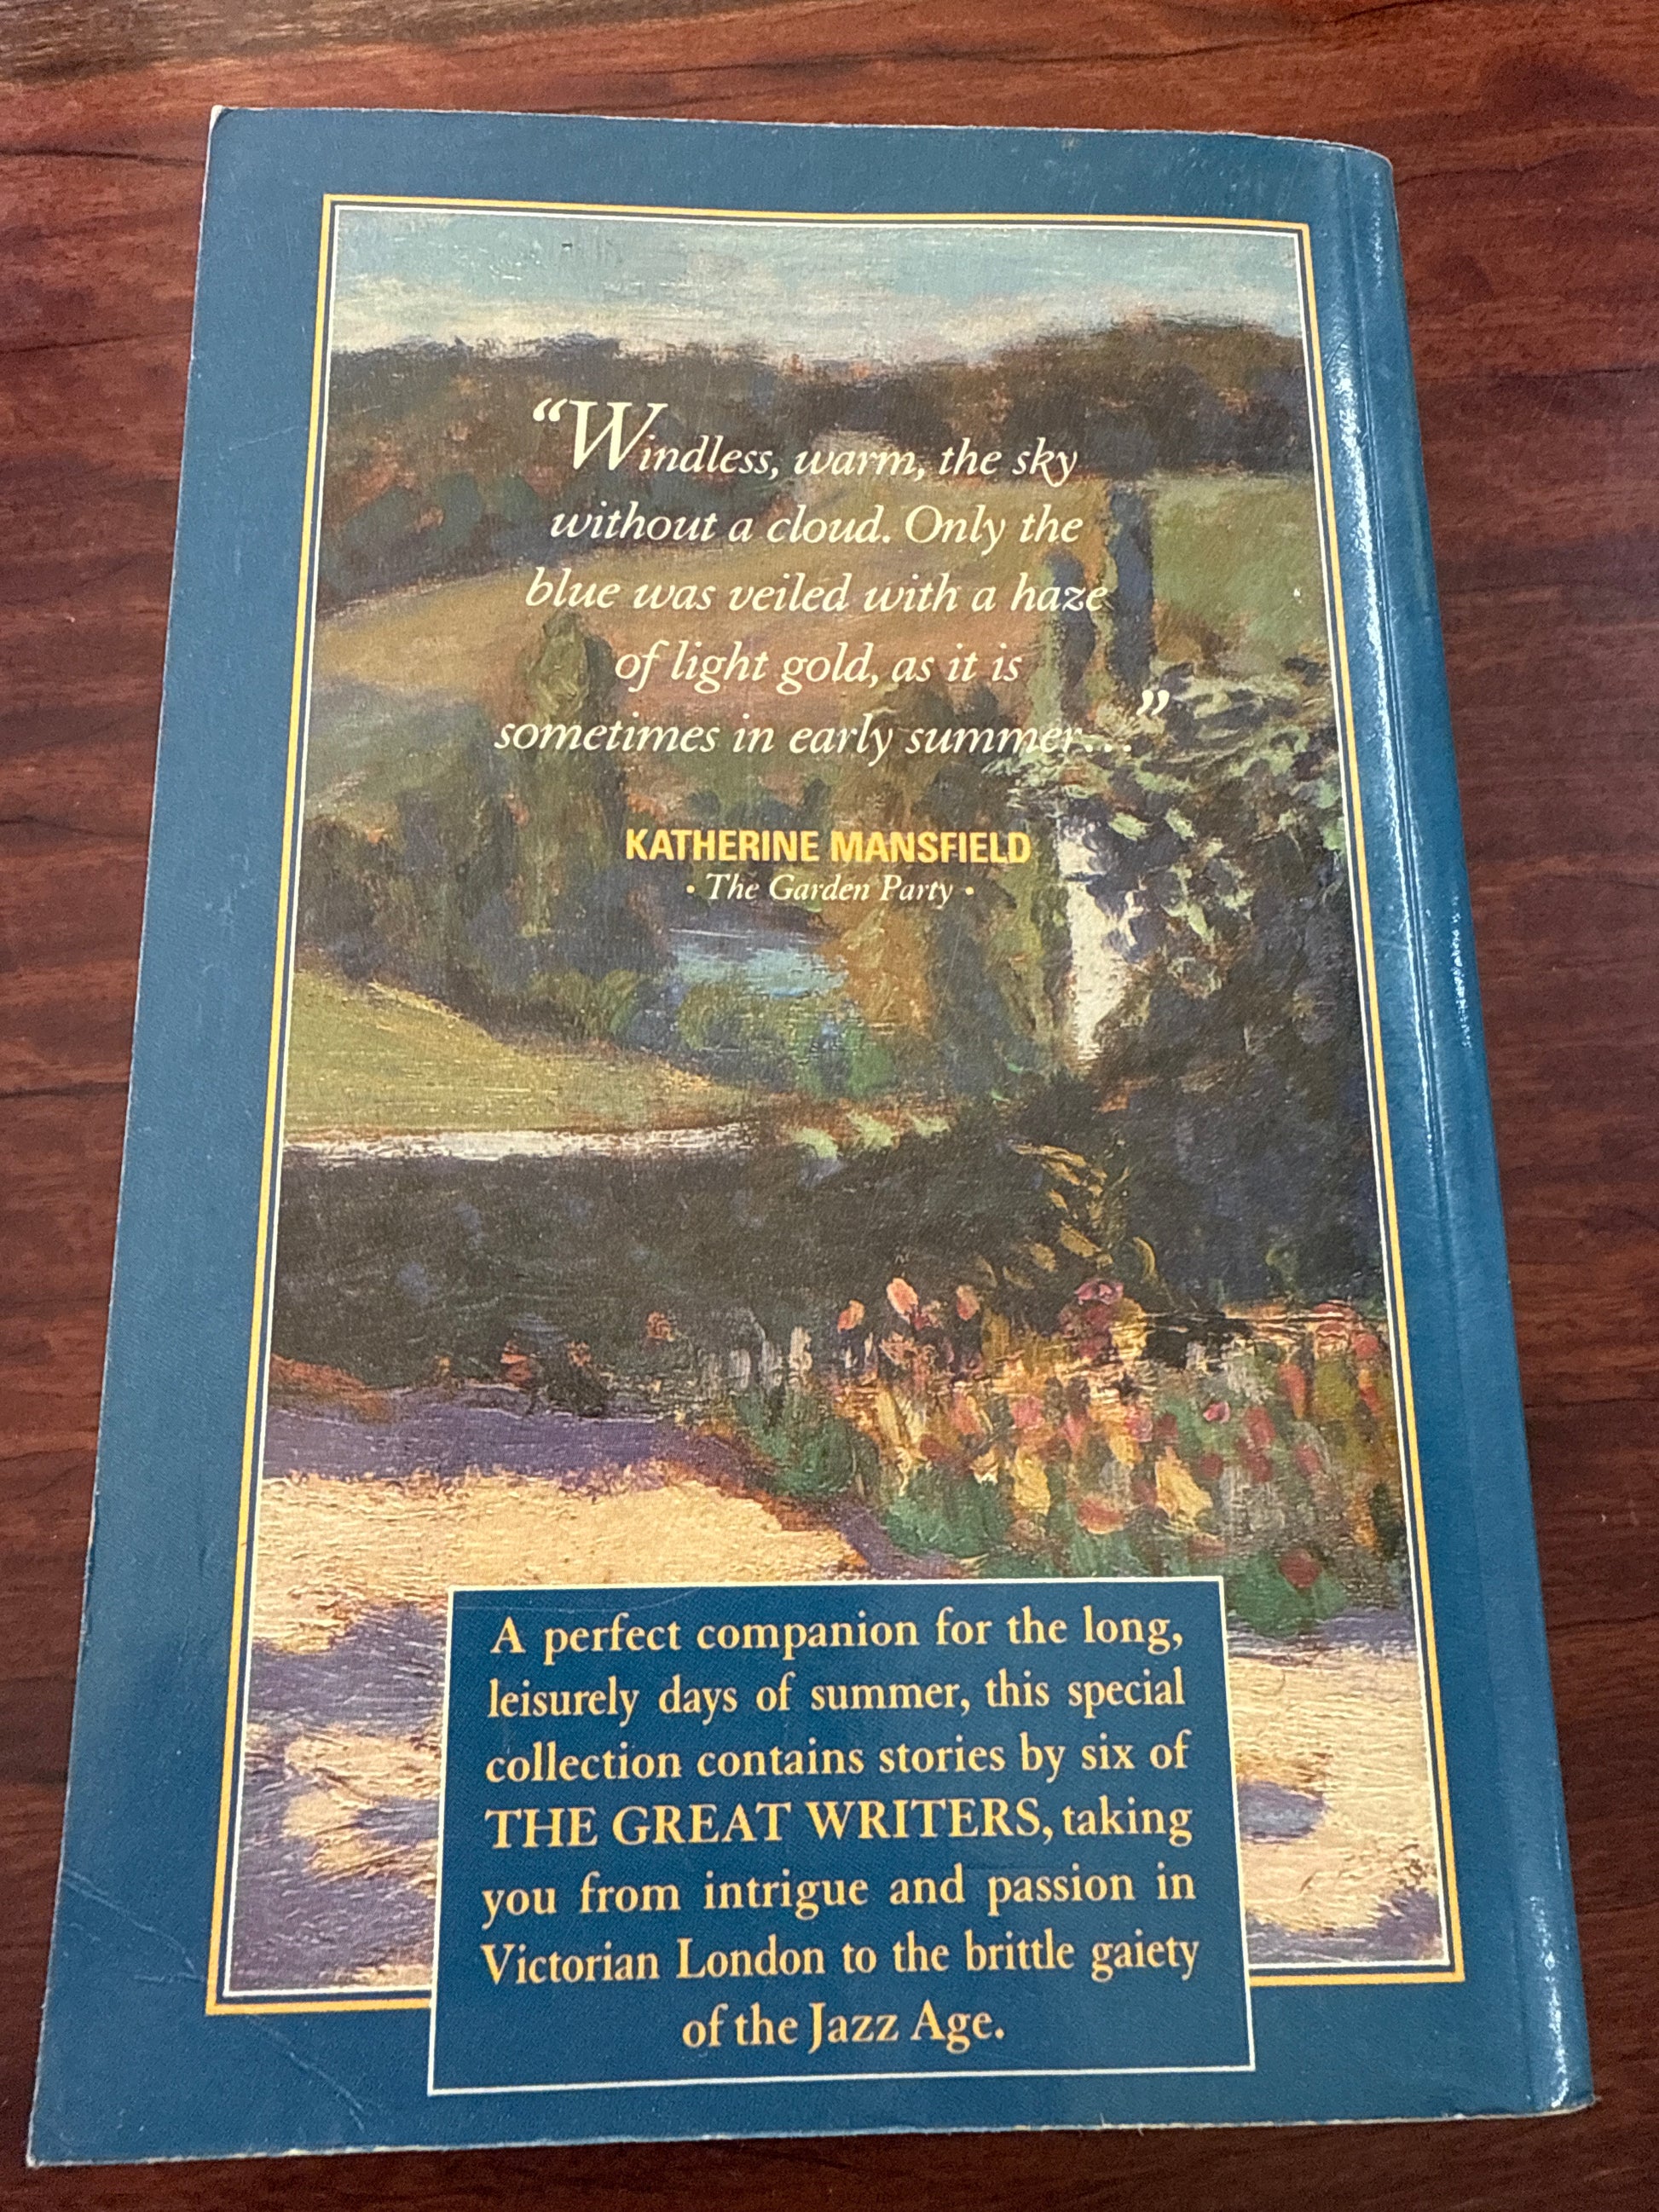 “Windless, warm, the sky
without a cloud. Only the
blue was veiled with a haze
of light gold, as it is
sometimes in early summer...”
KATHERINE MANSFIELD
• The Garden Party •
A perfect companion for the long,
leisurely days of summer, this special
collection contains stories by six of
THE GREAT WRITERS, taking
you from intrigue and passion in
Victorian London to the brittle gaiety
of the Jazz Age.